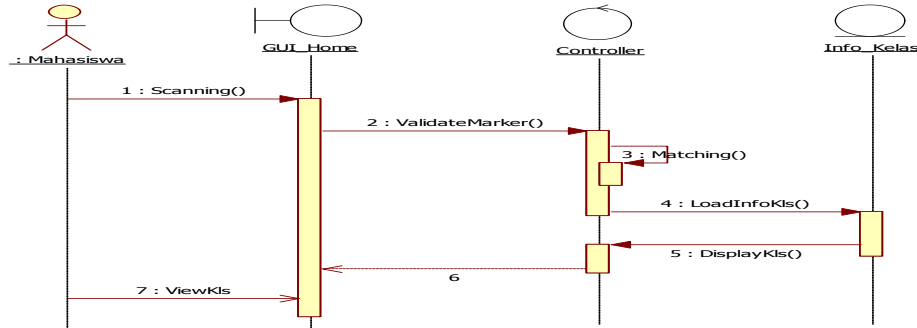 : Mahasiswa
GUI_Home
Controller
Info_Kelas
1 : Scanning()
2 : ValidateMarker()
3 : Matching()
4 : LoadInfoKls()
5 : DisplayKls()
6
7 : ViewKls